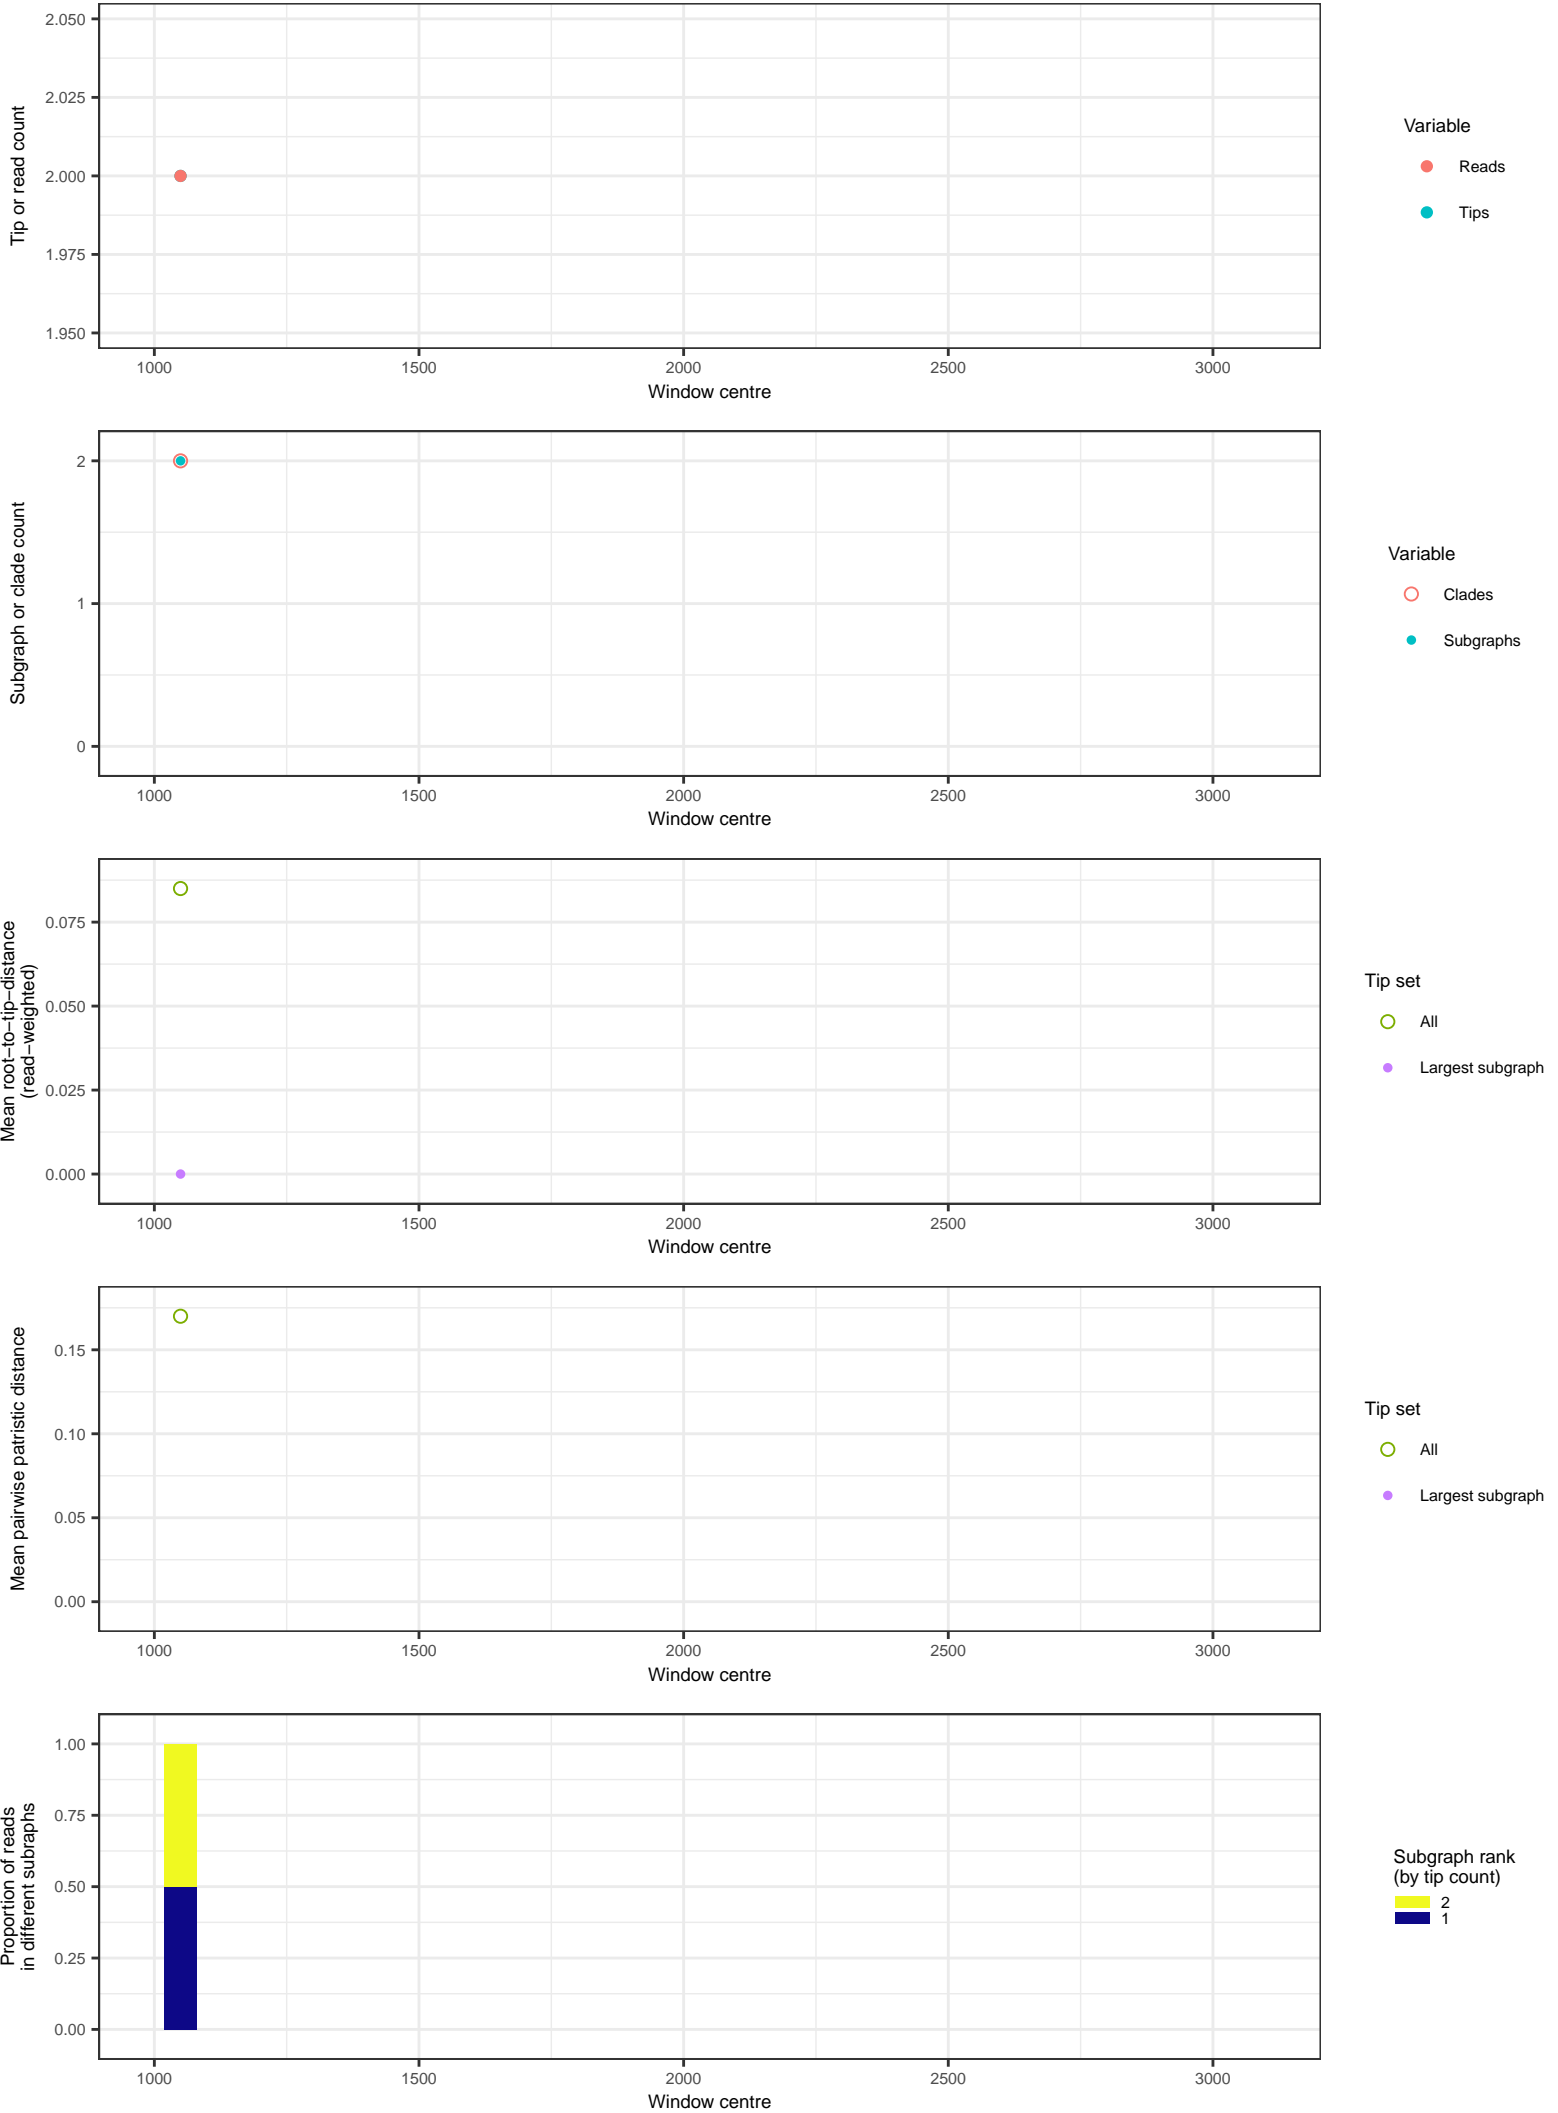 2.050
2.025
2.000
1.975
1.950
Tip or read count
1000 1500 2000 2500 3000
Window centre
Variable
Reads
Tips
2
1
0
Subgraph or clade count
1000 1500 2000 2500 3000
Window centre
Variable
Clades
Subgraphs
0.075
0.050
0.025
0.000
Mean root−to−tip−distance
(read−weighted)
1000 1500 2000 2500 3000
Window centre
Tip set
All
Largest subgraph
0.15
0.10
0.05
0.00
Mean pairwise patristic distance
1000 1500 2000 2500 3000
Window centre
Tip set
All
Largest subgraph
1.00
0.75
0.50
0.25
0.00
Proportion of reads
in different subraphs
1000 1500 2000 2500 3000
Window centre
Subgraph rank
(by tip count)
2
1